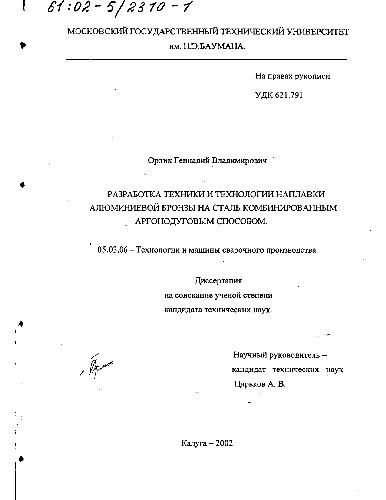 61:02-5/2310-1
МОСКОВСКИЙ ГОСУДАРСТВЕННЫЙ ТЕХНИЧЕСКИЙ УНИВЕРСИТЕТ
им. Н.Э.БАУМАНА.
На правах рукописи
УДК 621.791
Орлик Геннадий Владимирович
РАЗРАБОТКА ТЕХНИКИ И ТЕХНОЛОГИИ НАПЛАВКИ
АЛЮМИНИЕВОЙ БРОНЗЫ НА СТАЛЬ КОМБИНИРОВАННЫМ
АРГОНОДУГОВЫМ СПОСОБОМ.
05.03.06 – Технологии и машины сварочного производства
Диссертация
на соискание ученой степени
кандидата технических наук
Научный руководитель –
кандидат технических наук
Царьков А. В.
Калуга – 2002